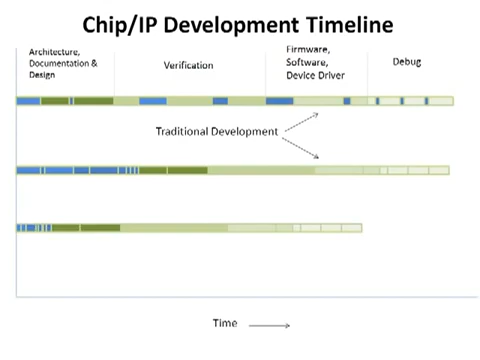 Chip/IP Development Timeline
Architecture,
Documentation &
Design
Verification
Firmware,
Software,
Device Driver
Debug
Traditional Development
Time